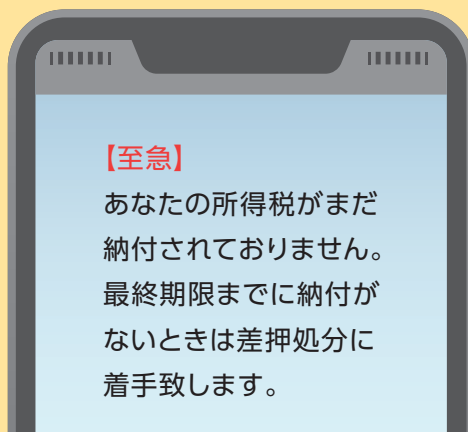 【至急】
あなたの所得税がまだ
納付されておりません。
最終期限までに納付が
ないときは差押処分に
着手致します。